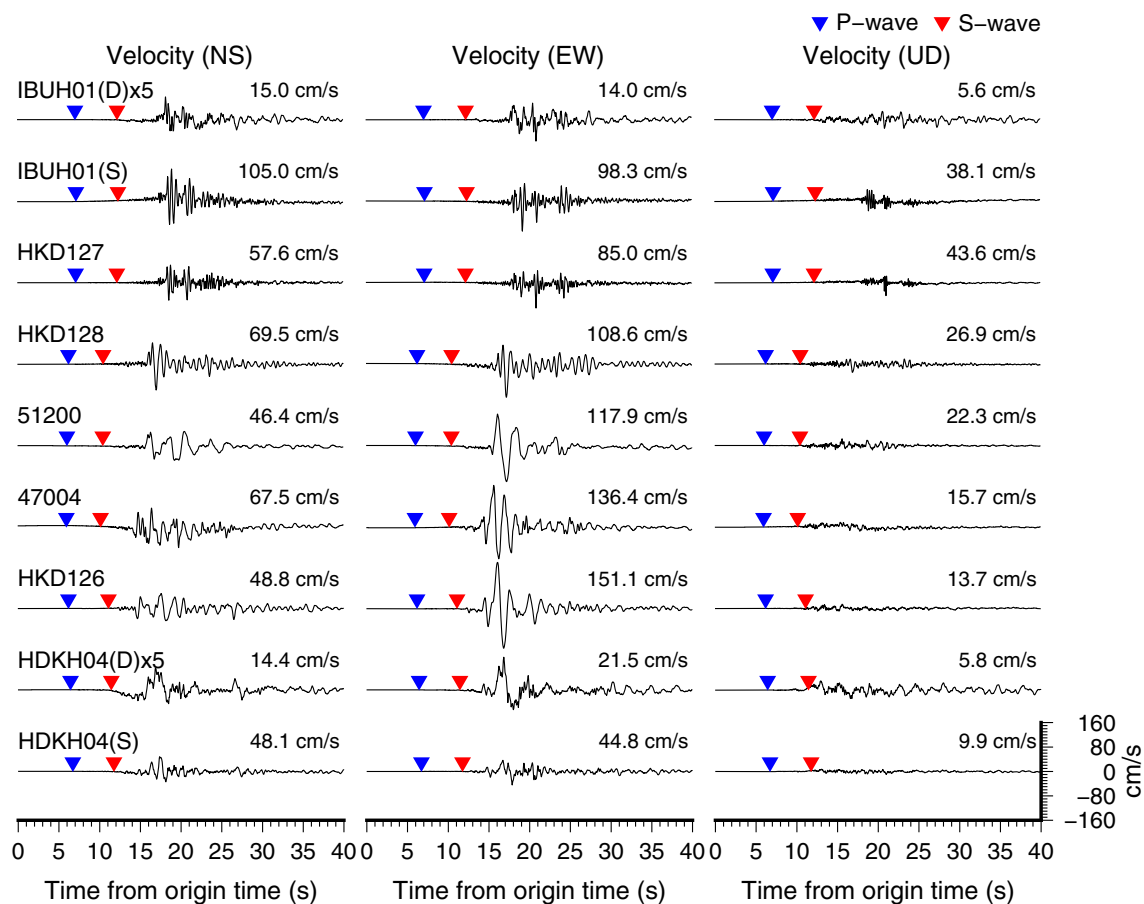 P−wave S−wave
Velocity (NS) Velocity (EW) Velocity (UD)
IBUH01(D)x5 15.0 cm/s 14.0 cm/s 5.6 cm/s
IBUH01(S) 105.0 cm/s 98.3 cm/s 38.1 cm/s
HKD127 57.6 cm/s 85.0 cm/s 43.6 cm/s
HKD128 69.5 cm/s 108.6 cm/s 26.9 cm/s
51200 46.4 cm/s 117.9 cm/s 22.3 cm/s
47004 67.5 cm/s 136.4 cm/s 15.7 cm/s
HKD126 48.8 cm/s 151.1 cm/s 13.7 cm/s
HDKH04(D)x5 14.4 cm/s 21.5 cm/s 5.8 cm/s
HDKH04(S) 48.1 cm/s 44.8 cm/s 9.9 cm/s
160
80
0
−80
−160
cm/s
0 5 10 15 20 25 30 35 40 0 5 10 15 20 25 30 35 40 0 5 10 15 20 25 30 35 40
Time from origin time (s) Time from origin time (s) Time from origin time (s)